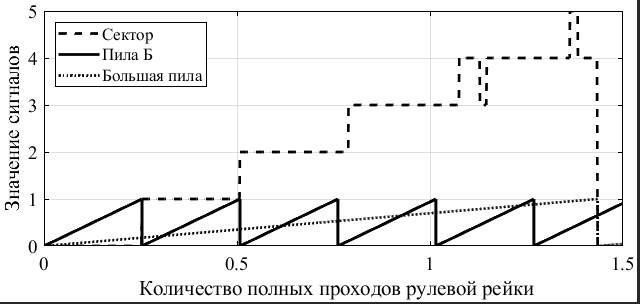 5
4
3
2
1
0
Значение сигналов
Сектор
Пила Б
Большая пила
0 0.5 1 1.5
Количество полных проходов рулевой рейки